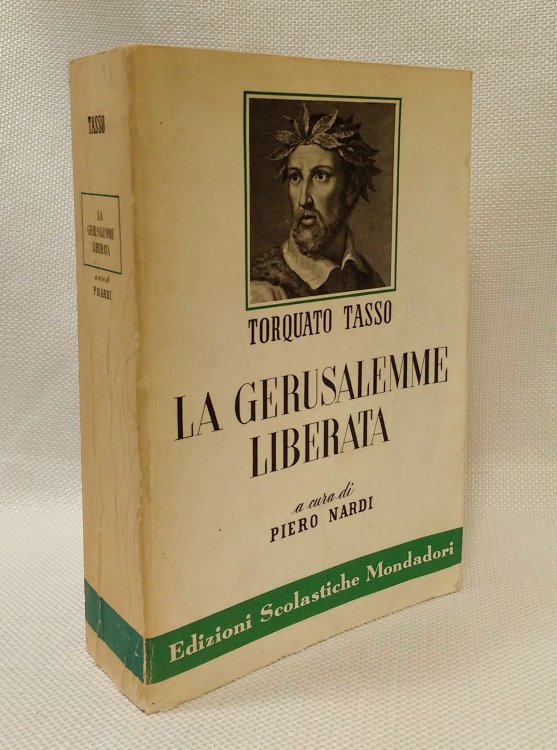 TASSO
LA
GERUSALEMME
LIBERATA
a cura di
P. NARDI
TORQUATO TASSO
LA GERUSALEMME
LIBERATA
a cura di
PIERO NARDI
Edizioni Scolastiche Mondadori